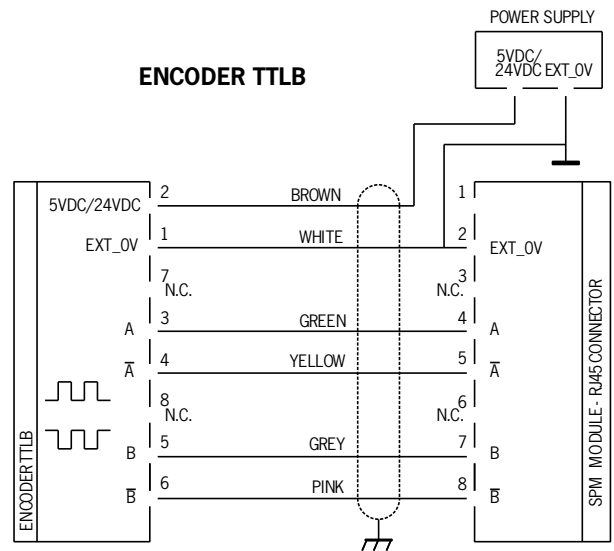 POWER SUPPLY
5VDC/
24VDC EXT_0V
ENCODER TTLB
5VDC/24VDC 2 BROWN 1
EXT_0V 1 WHITE 2 EXT_0V
7 3
N.C. N.C.
A 3 GREEN 4 A
A̅ 4 YELLOW 5 A̅
8 6
N.C. N.C.
B 5 GREY 7 B
B̅ 6 PINK 8 B̅
ENCODER TTLB
SPM MODULE - RJ45 CONNECTOR